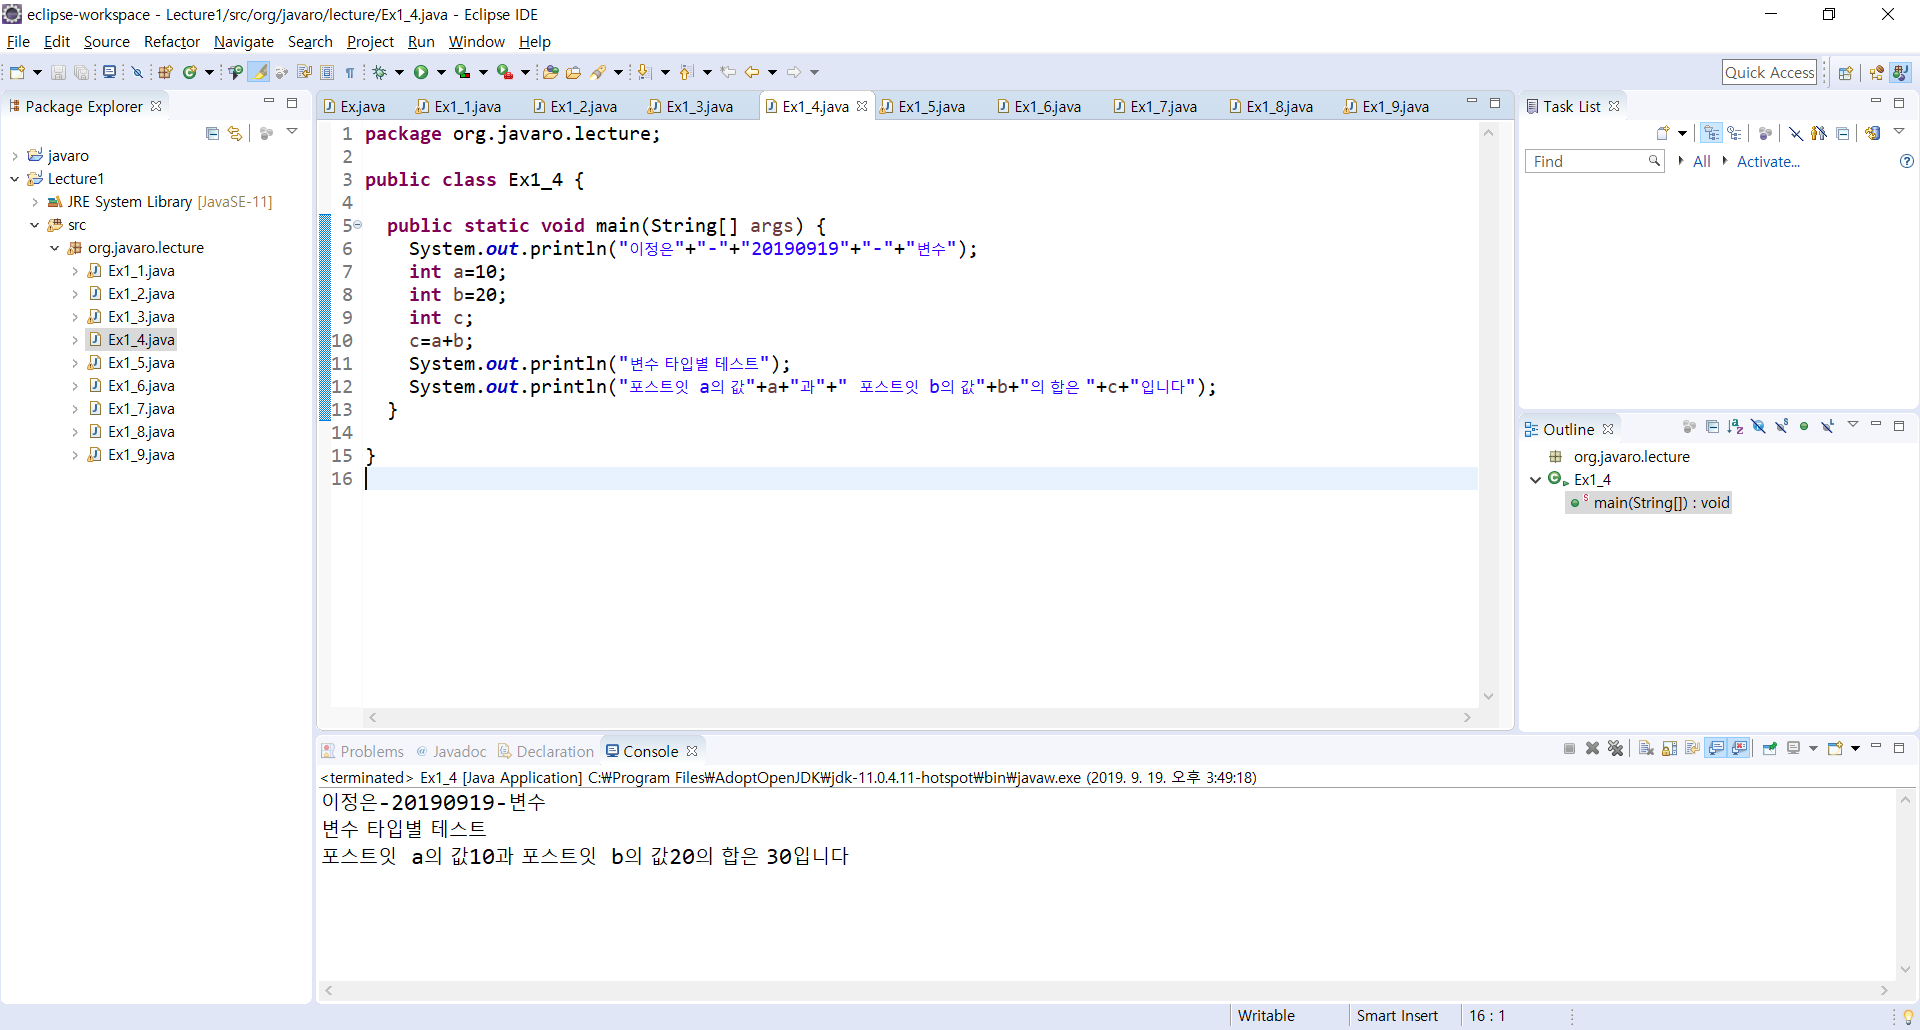 eclipse-workspace - Lecture1/src/org/javaro/lecture/Ex1_4.java - Eclipse IDE
File Edit Source Refactor Navigate Search Project Run Window Help
Quick Access
Package Explorer
javaro
Lecture1
JRE System Library [JavaSE-11]
src
org.javaro.lecture
Ex1_1.java
Ex1_2.java
Ex1_3.java
Ex1_4.java
Ex1_5.java
Ex1_6.java
Ex1_7.java
Ex1_8.java
Ex1_9.java
Ex.java Ex1_1.java Ex1_2.java Ex1_3.java Ex1_4.java Ex1_5.java Ex1_6.java Ex1_7.java Ex1_8.java Ex1_9.java
1 package org.javaro.lecture;
2
3 public class Ex1_4 {
4
5 public static void main(String[] args) {
6 System.out.println("이정은"+"-"+"20190919"+"-"+"변수");
7 int a=10;
8 int b=20;
9 int c;
10 c=a+b;
11 System.out.println("변수 타입별 테스트");
12 System.out.println("포스트잇 a의 값"+a+"과"+" 포스트잇 b의 값"+b+"의 합은 "+c+"입니다");
13 }
14
15 }
16
Task List
Find All Activate...
Outline
org.javaro.lecture
Ex1_4
main(String[]) : void
Problems Javadoc Declaration Console
<terminated> Ex1_4 [Java Application] C:₩Program Files₩AdoptOpenJDK₩jdk-11.0.4.11-hotspot₩bin₩javaw.exe (2019. 9. 19. 오후 3:49:18)
이정은-20190919-변수
변수 타입별 테스트
포스트잇 a의 값10과 포스트잇 b의 값20의 합은 30입니다
Writable Smart Insert 16 : 1